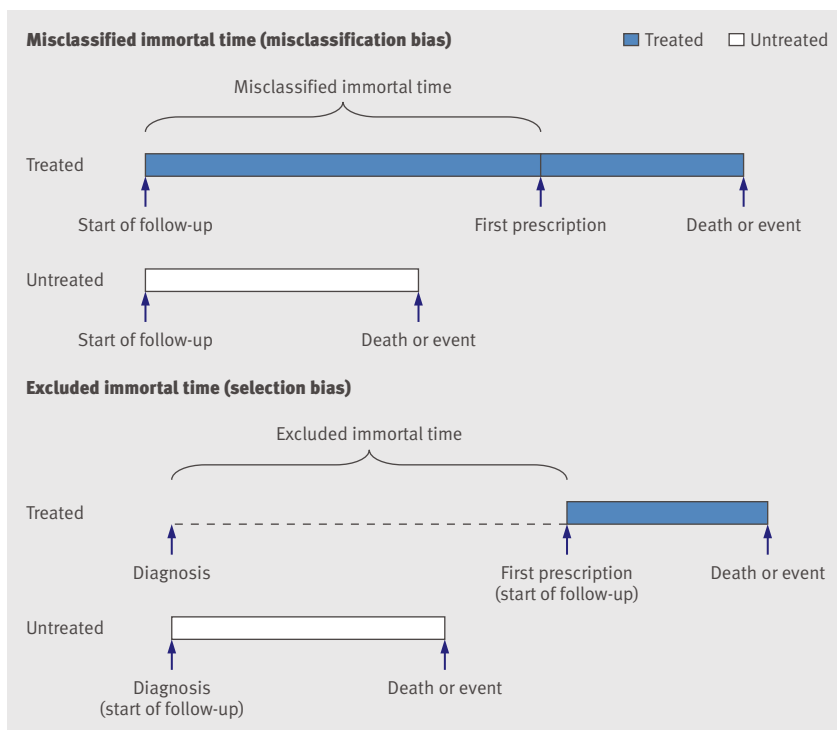 Misclassified immortal time (misclassification bias)
Treated
Untreated
Misclassified immortal time
Treated
Start of follow-up
First prescription
Death or event
Untreated
Start of follow-up
Death or event
Excluded immortal time (selection bias)
Excluded immortal time
Treated
Diagnosis
First prescription
(start of follow-up)
Death or event
Untreated
Diagnosis
(start of follow-up)
Death or event